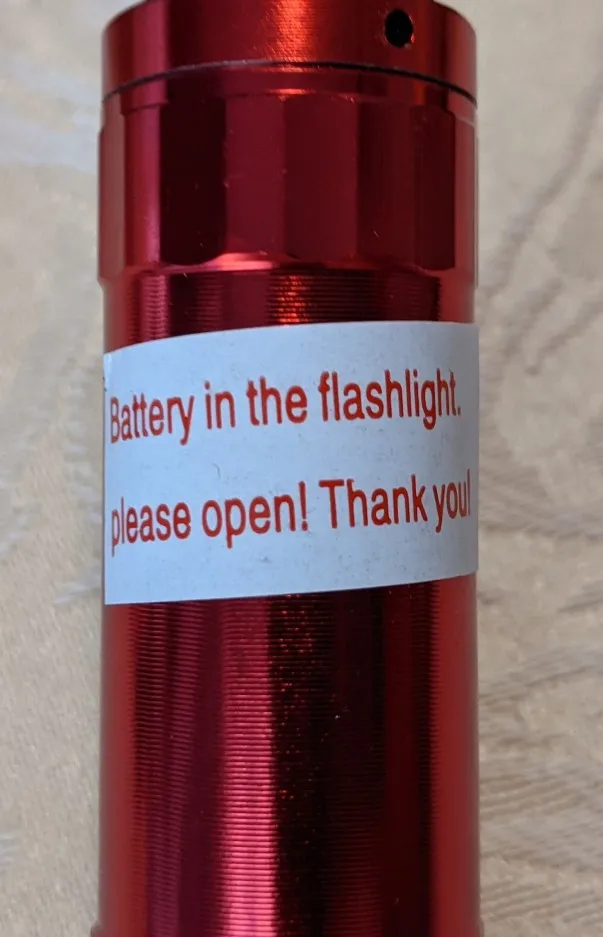 Battery in the flashlight.
please open! Thank you!